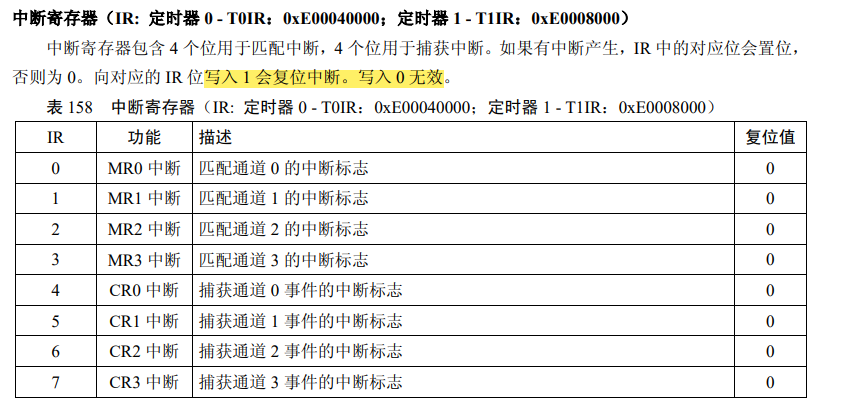 中断寄存器（IR: 定时器 0 - T0IR：0xE00040000；定时器 1 - T1IR：0xE0008000）
中断寄存器包含 4 个位用于匹配中断，4 个位用于捕获中断。如果有中断产生，IR 中的对应位会置位，
否则为 0。向对应的 IR 位写入 1 会复位中断。写入 0 无效。
表 158 中断寄存器（IR: 定时器 0 - T0IR：0xE00040000；定时器 1 - T1IR：0xE0008000）
IR 功能 描述 复位值
0 MR0 中断 匹配通道 0 的中断标志 0
1 MR1 中断 匹配通道 1 的中断标志 0
2 MR2 中断 匹配通道 2 的中断标志 0
3 MR3 中断 匹配通道 3 的中断标志 0
4 CR0 中断 捕获通道 0 事件的中断标志 0
5 CR1 中断 捕获通道 1 事件的中断标志 0
6 CR2 中断 捕获通道 2 事件的中断标志 0
7 CR3 中断 捕获通道 3 事件的中断标志 0